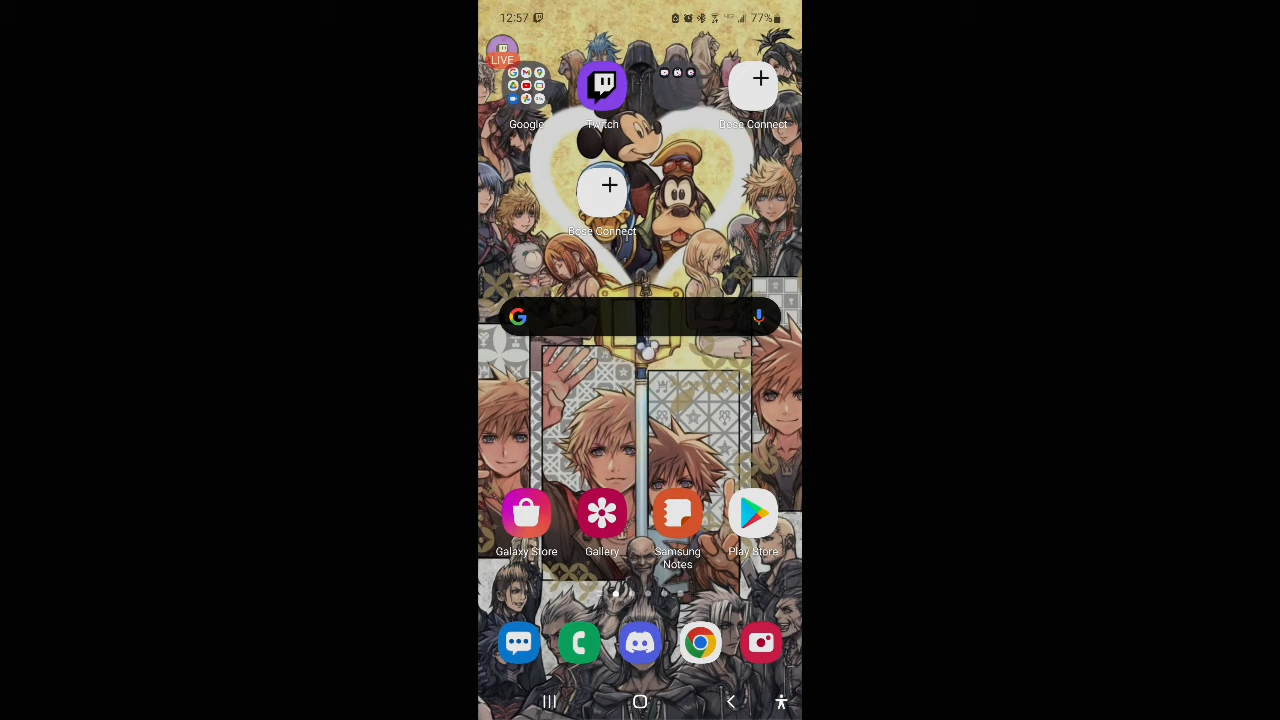 12:57
77%
LIVE
Google
Twitch
Bose Connect
Bose Connect
Galaxy Store
Gallery
Samsung
Notes
Play Store